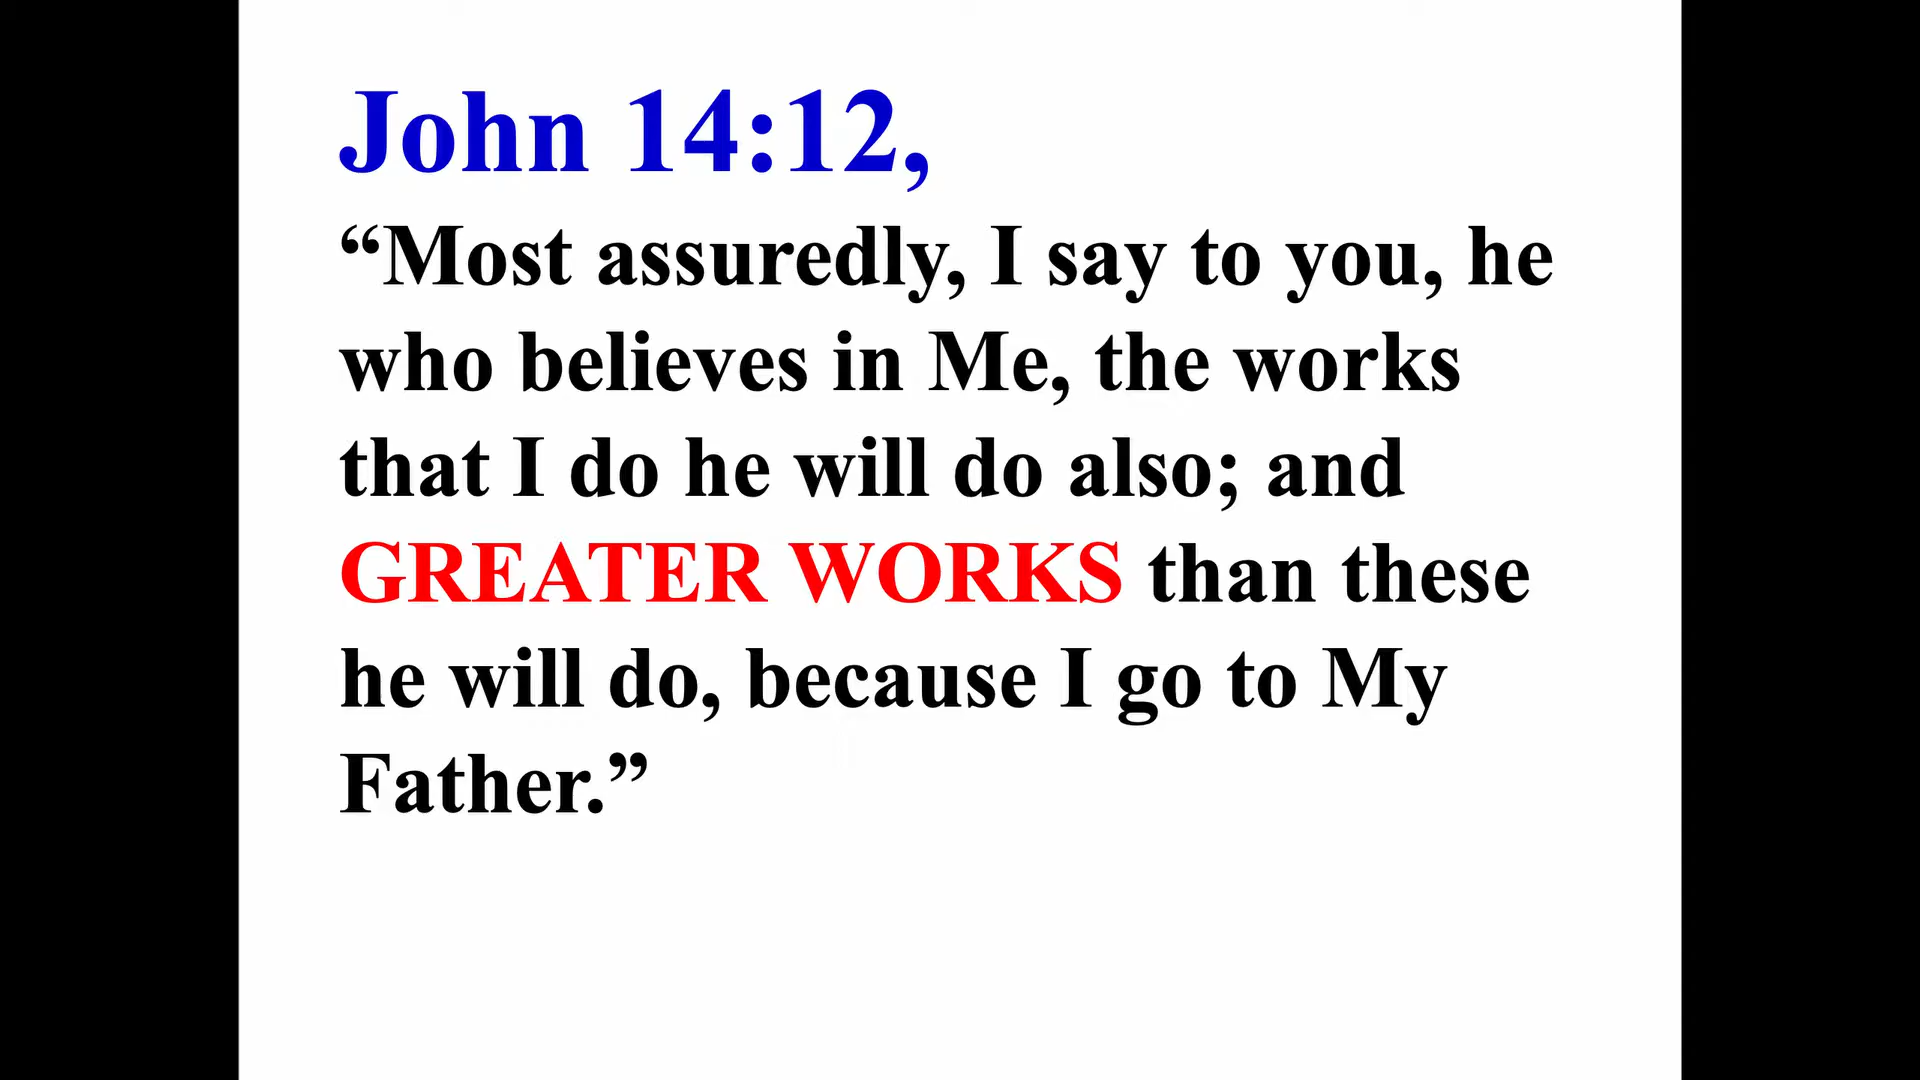 John 14:12,
“Most assuredly, I say to you, he
who believes in Me, the works
that I do he will do also; and
GREATER WORKS than these
he will do, because I go to My
Father.”